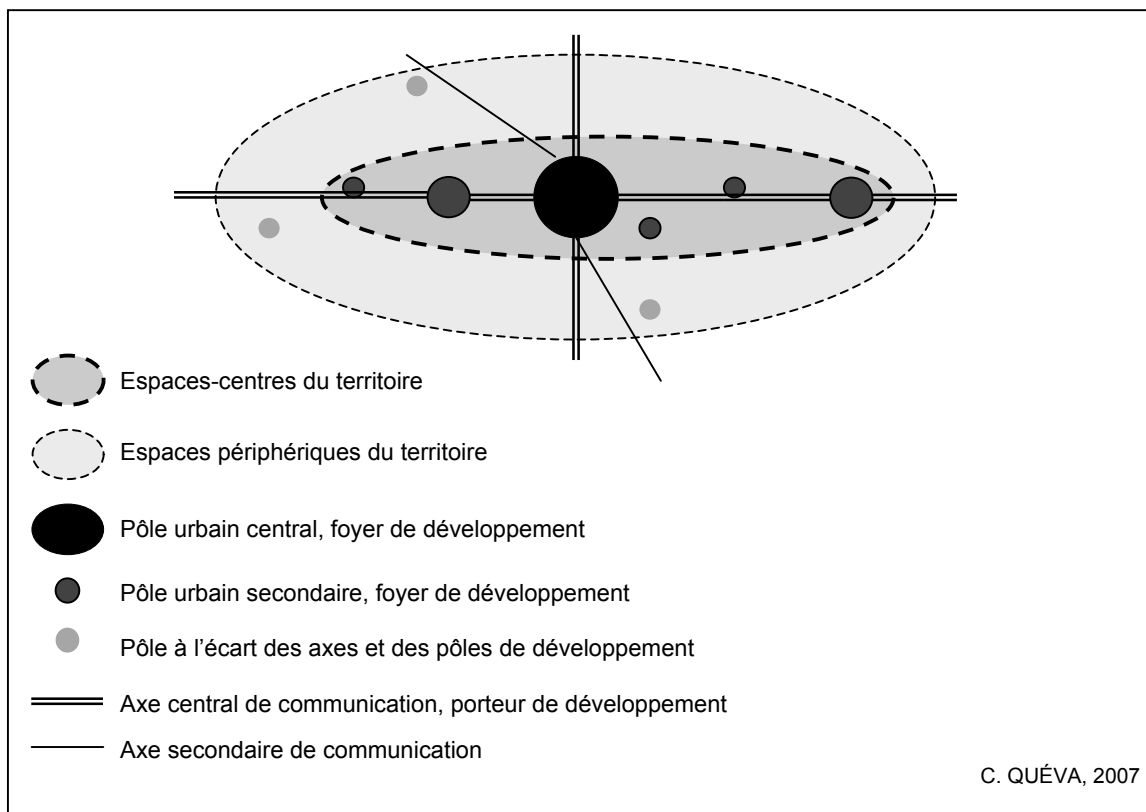 Espaces-centres du territoire
Espaces périphériques du territoire
Pôle urbain central, foyer de développement
Pôle urbain secondaire, foyer de développement
Pôle à l’écart des axes et des pôles de développement
Axe central de communication, porteur de développement
Axe secondaire de communication
C. QUÉVA, 2007